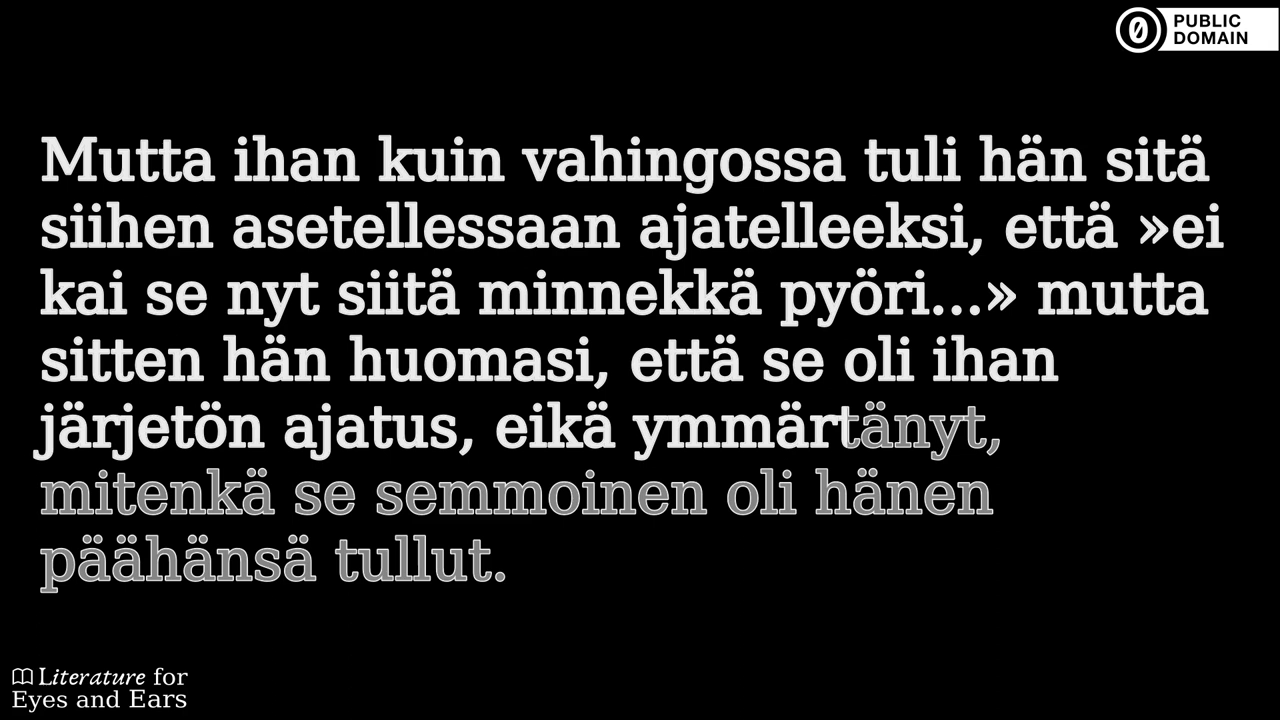 PUBLIC
DOMAIN
Mutta ihan kuin vahingossa tuli hän sitä
siihen asetellessaan ajatelleeksi, että »ei
kai se nyt siitä minnekkä pyöri...» mutta
sitten hän huomasi, että se oli ihan
järjetön ajatus, eikä ymmärtänyt,
mitenkä se semmoinen oli hänen
päähänsä tullut.
Literature for
Eyes and Ears